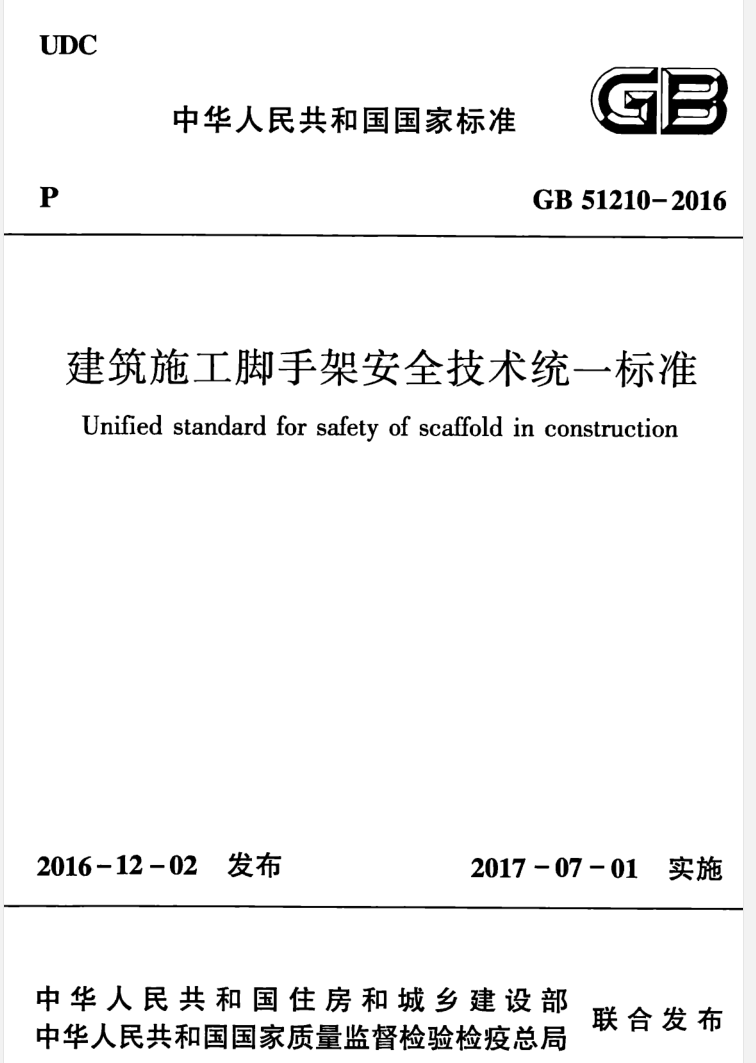 UDC
GB
中华人民共和国国家标准
P
GB 51210-2016
建筑施工脚手架安全技术统一标准
Unified standard for safety of scaffold in construction
2016-12-02 发布
2017-07-01 实施
中华人民共和国住房和城乡建设部
中华人民共和国国家质量监督检验检疫总局
联合发布